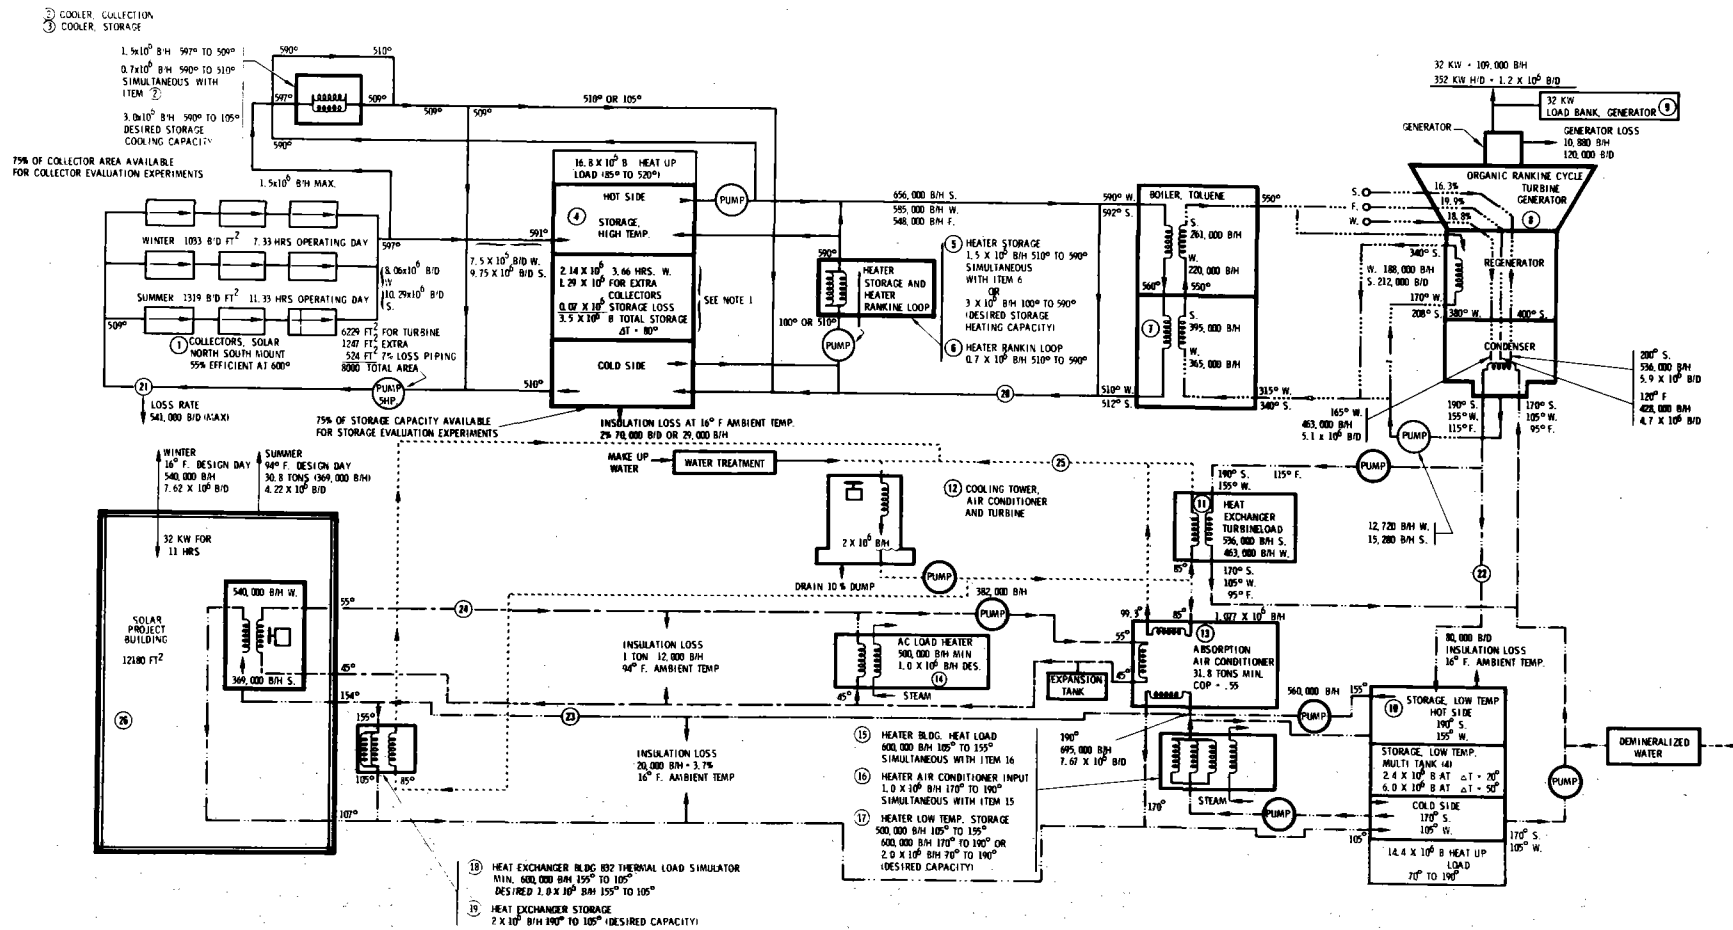 ② COOLER, COLLECTION
③ COOLER, STORAGE
1.5x10⁶ B/H 597° TO 509°
0.7x10⁶ B/H 590° TO 510°
SIMULTANEOUS WITH
ITEM ②
3.0x10⁶ B/H 590° TO 105°
DESIRED STORAGE
COOLING CAPACITY
590°
510°
597°
509°
590°
509°
509°
510° OR 105°
75% OF COLLECTOR AREA AVAILABLE
FOR COLLECTOR EVALUATION EXPERIMENTS
1.5x10⁶ B/H MAX.
WINTER 1033 B/D FT² 7.33 HRS OPERATING DAY
SUMMER 1319 B/D FT² 11.33 HRS OPERATING DAY
597°
8.06x10⁶ B/D
W
10.29x10⁶ B/D
S.
509°
① COLLECTORS, SOLAR
NORTH SOUTH MOUNT
55% EFFICIENT AT 600°
6229 FT² FOR TURBINE
1247 FT² EXTRA
524 FT² 7% LOSS PIPING
8000 TOTAL AREA
PUMP
5HP
21
LOSS RATE
541,000 B/D (MAX)
16.8 X 10⁶ B HEAT UP
LOAD (85° TO 520°)
HOT SIDE
④
STORAGE,
HIGH TEMP.
591°
7.5 X 10⁶ B/D W.
9.75 X 10⁶ B/D S.
2.14 X 10⁶ 3.66 HRS. W.
1.29 X 10⁶ FOR EXTRA
COLLECTORS
0.07 X 10⁶ STORAGE LOSS
3.5 X 10⁶ B TOTAL STORAGE
ΔT = 80°
SEE NOTE 1
COLD SIDE
510°
75% OF STORAGE CAPACITY AVAILABLE
FOR STORAGE EVALUATION EXPERIMENTS
INSULATION LOSS AT 16° F AMBIENT TEMP.
2% 70,000 B/D OR 29,000 B/H
PUMP
656,000 B/H S.
585,000 B/H W.
548,000 B/H F.
590°
HEATER
STORAGE AND
HEATER
RANKINE LOOP
100° OR 510°
PUMP
⑤ HEATER STORAGE
1.5 X 10⁶ B/H 510° TO 590°
SIMULTANEOUS
WITH ITEM 6
OR
3 X 10⁶ B/H 100° TO 590°
(DESIRED STORAGE
HEATING CAPACITY)
⑥ HEATER RANKIN LOOP
0.7 X 10⁶ B/H 510° TO 590°
20
590° W.
592° S.
BOILER, TOLUENE
550°
S.
261,000 B/H
W.
220,000 B/H
560°
550°
⑦
S.
395,000 B/H
W.
365,000 B/H
510° W.
512° S.
315° W.
340° S.
32 KW = 109,000 B/H
352 KW H/D = 1.2 X 10⁶ B/D
32 KW
LOAD BANK, GENERATOR ⑨
GENERATOR
GENERATOR LOSS
10,880 B/H
120,000 B/D
ORGANIC RANKINE CYCLE
TURBINE
GENERATOR
⑧
S.
F.
W.
16.3%
19.9%
18.8%
340° S.
REGENERATOR
W. 188,000 B/H
S. 212,000 B/D
170° W.
208° S.
380° W.
400° S.
CONDENSER
200° S.
536,000 B/H
5.9 X 10⁶ B/D
120° F
428,000 B/H
4.7 X 10⁶ B/D
165° W.
463,000 B/H
5.1 X 10⁶ B/D
190° S.
155° W.
115° F.
170° S.
105° W.
95° F.
PUMP
12,720 B/H W.
15,280 B/H S.
MAKE UP
WATER
WATER TREATMENT
25
PUMP
190° S.
155° W.
115° F.
⑪
HEAT
EXCHANGER
TURBINELOAD
536,000 B/H S.
463,000 B/H W.
85°
170° S.
105° W.
95° F.
⑫ COOLING TOWER,
AIR CONDITIONER
AND TURBINE
2 X 10⁶ B/H
DRAIN 10% DUMP
PUMP
22
WINTER
16° F. DESIGN DAY
540,000 B/H
7.62 X 10⁶ B/D
SUMMER
94° F. DESIGN DAY
30.8 TONS (369,000 B/H)
4.22 X 10⁶ B/D
32 KW FOR
11 HRS
540,000 B/H W.
SOLAR
PROJECT
BUILDING
12180 FT²
369,000 B/H S.
26
55°
24
45°
154°
23
155°
105°
85°
107°
INSULATION LOSS
1 TON 12,000 B/H
94° F. AMBIENT TEMP
INSULATION LOSS
20,000 B/H = 3.7%
16° F. AMBIENT TEMP
382,000 B/H
PUMP
AC LOAD HEATER
500,000 B/H MIN
1.0 X 10⁶ B/H DES.
⑭
45°
STEAM
EXPANSION
TANK
99.3°
85°
1.077 X 10⁶ B/H
55°
45°
⑬
ABSORPTION
AIR CONDITIONER
31.8 TONS MIN.
COP = .55
80,000 B/D
INSULATION LOSS
16° F. AMBIENT TEMP.
560,000 B/H
155°
PUMP
190°
695,000 B/H
7.67 X 10⁶ B/D
⑮ HEATER BLDG. HEAT LOAD
600,000 B/H 105° TO 155°
SIMULTANEOUS WITH ITEM 16
⑯ HEATER AIR CONDITIONER INPUT
1.0 X 10⁶ B/H 170° TO 190°
SIMULTANEOUS WITH ITEM 15
⑰ HEATER LOW TEMP. STORAGE
500,000 B/H 105° TO 155°
600,000 B/H 170° TO 190° OR
2.0 X 10⁶ B/H 70° TO 190°
(DESIRED CAPACITY)
170°
STEAM
PUMP
105°
⑩ STORAGE, LOW TEMP
HOT SIDE
190° S.
155° W.
STORAGE, LOW TEMP.
MULTI TANK (4)
2.4 X 10⁶ B AT ΔT = 20°
6.0 X 10⁶ B AT ΔT = 50°
COLD SIDE
170° S.
105° W.
14.4 X 10⁶ B HEAT UP
LOAD
70° TO 190°
170° S.
105° W.
PUMP
DEMINERALIZED
WATER
⑱ HEAT EXCHANGER BLDG 832 THERMAL LOAD SIMULATOR
MIN. 600,000 B/H 155° TO 105°
DESIRED 1.0 X 10⁶ B/H 155° TO 105°
⑲ HEAT EXCHANGER STORAGE
2 X 10⁶ B/H 190° TO 105° (DESIRED CAPACITY)